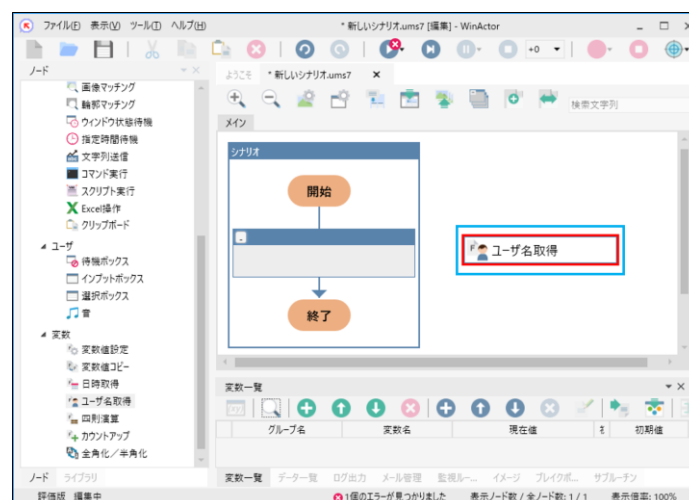 ファイル(F) 表示(V) ツール(T) ヘルプ(H) * 新しいシナリオ.ums7 [編集] - WinActor
+0
ノード
ようこそ * 新しいシナリオ.ums7
検索文字列
メイン
画像マッチング
輪郭マッチング
ウィンドウ状態待機
指定時間待機
文字列送信
コマンド実行
スクリプト実行
Excel操作
クリップボード
ユーザ
待機ボックス
インプットボックス
選択ボックス
音
変数
変数値設定
変数値コピー
日時取得
ユーザ名取得
四則演算
カウントアップ
全角化/半角化
シナリオ
開始
終了
ユーザ名取得
変数一覧
グループ名 変数名 現在値 初期値
ノード ライブラリ
変数一覧 データ一覧 ログ出力 メール管理 監視ルー... イメージ ブレイクポ... サブルーチン
評価版 編集中 1個のエラーが見つかりました 表示ノード数 / 全ノード数: 1 / 1 表示倍率: 100%